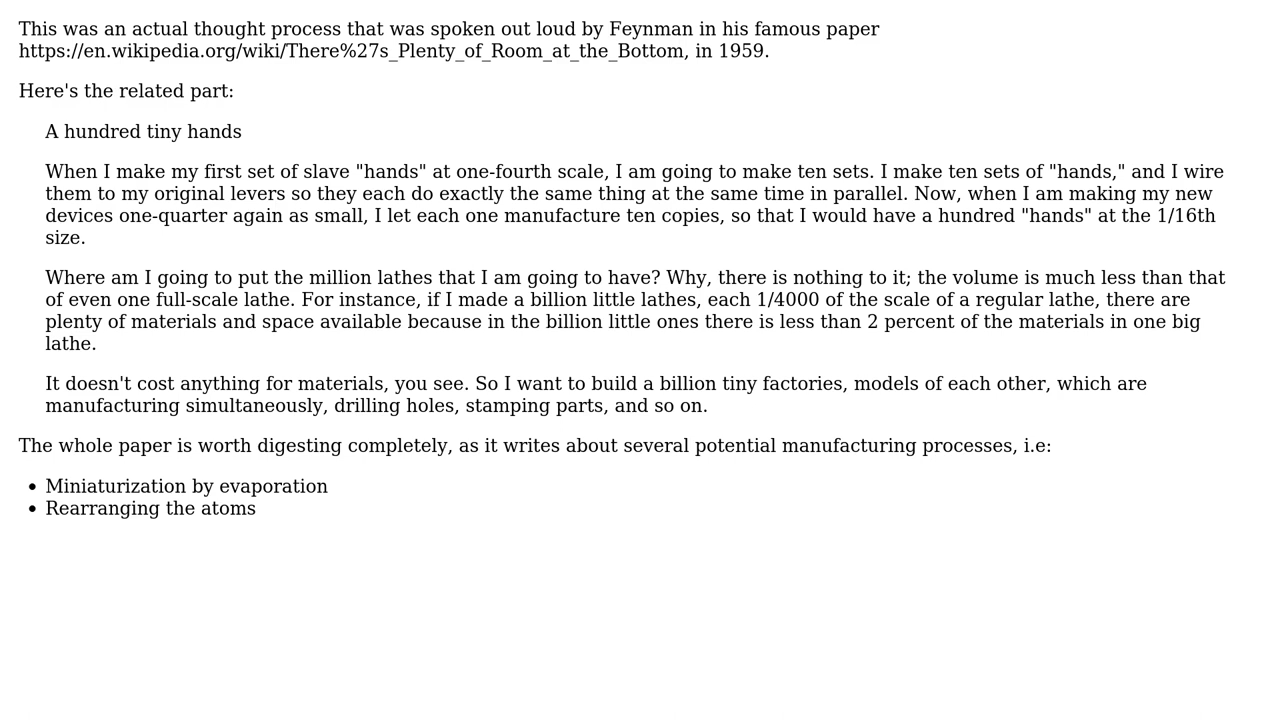 This was an actual thought process that was spoken out loud by Feynman in his famous paper
https://en.wikipedia.org/wiki/There%27s_Plenty_of_Room_at_the_Bottom, in 1959.
Here's the related part:
A hundred tiny hands
When I make my first set of slave "hands" at one-fourth scale, I am going to make ten sets. I make ten sets of "hands," and I wire
them to my original levers so they each do exactly the same thing at the same time in parallel. Now, when I am making my new
devices one-quarter again as small, I let each one manufacture ten copies, so that I would have a hundred "hands" at the 1/16th
size.
Where am I going to put the million lathes that I am going to have? Why, there is nothing to it; the volume is much less than that
of even one full-scale lathe. For instance, if I made a billion little lathes, each 1/4000 of the scale of a regular lathe, there are
plenty of materials and space available because in the billion little ones there is less than 2 percent of the materials in one big
lathe.
It doesn't cost anything for materials, you see. So I want to build a billion tiny factories, models of each other, which are
manufacturing simultaneously, drilling holes, stamping parts, and so on.
The whole paper is worth digesting completely, as it writes about several potential manufacturing processes, i.e:
• Miniaturization by evaporation
• Rearranging the atoms